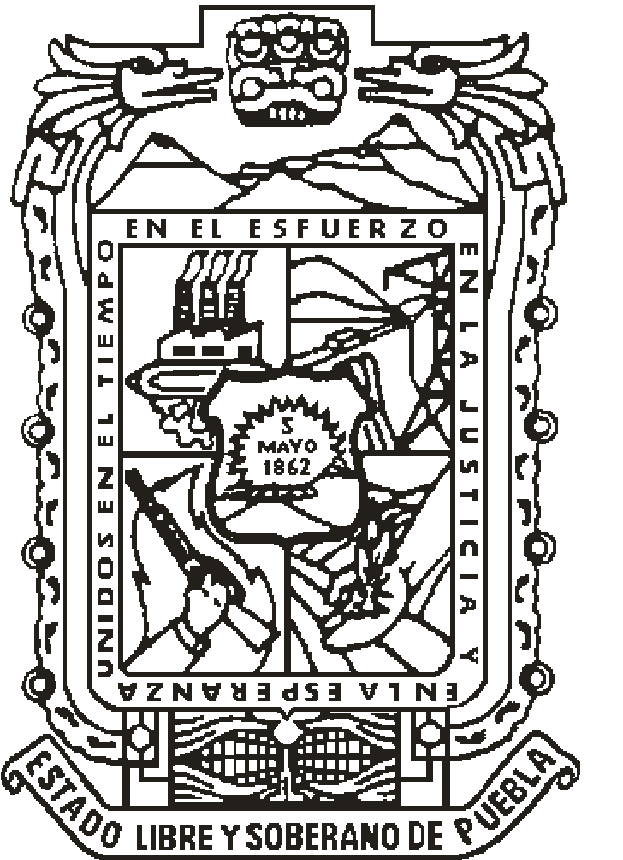 UNIDOS EN EL TIEMPO
EN EL ESFUERZO
EN LA JUSTICIA Y
EN LA ESPERANZA
5
MAYO
1862
ESTADO LIBRE Y SOBERANO DE PUEBLA